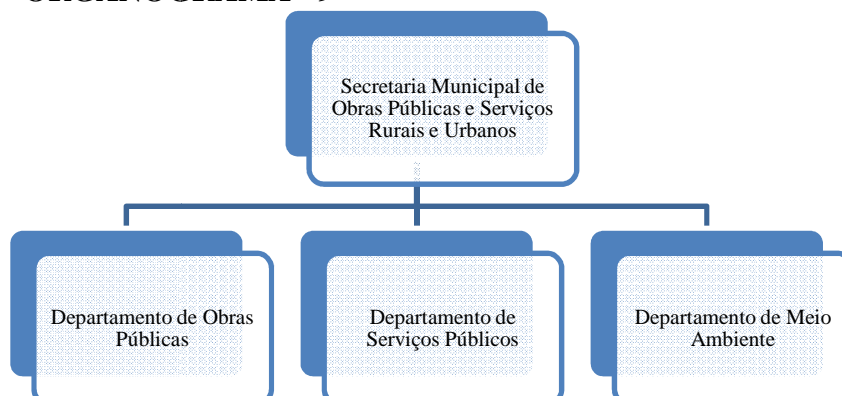 Secretaria Municipal de
Obras Públicas e Serviços
Rurais e Urbanos
Departamento de Obras
Públicas
Departamento de
Serviços Públicos
Departamento de Meio
Ambiente